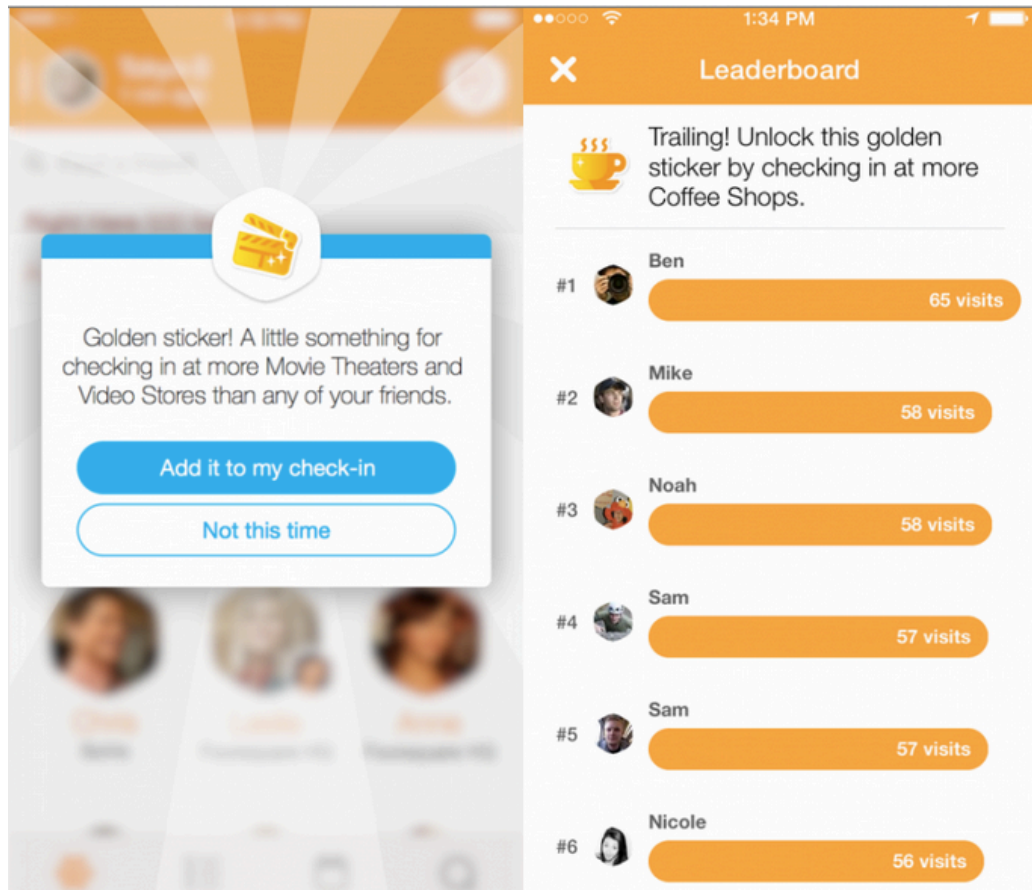 Golden sticker! A little something for
checking in at more Movie Theaters and
Video Stores than any of your friends.
Add it to my check-in
Not this time
1:34 PM
Leaderboard
Trailing! Unlock this golden
sticker by checking in at more
Coffee Shops.
Ben
#1
65 visits
Mike
#2
58 visits
Noah
#3
58 visits
Sam
#4
57 visits
Sam
#5
57 visits
Nicole
#6
56 visits